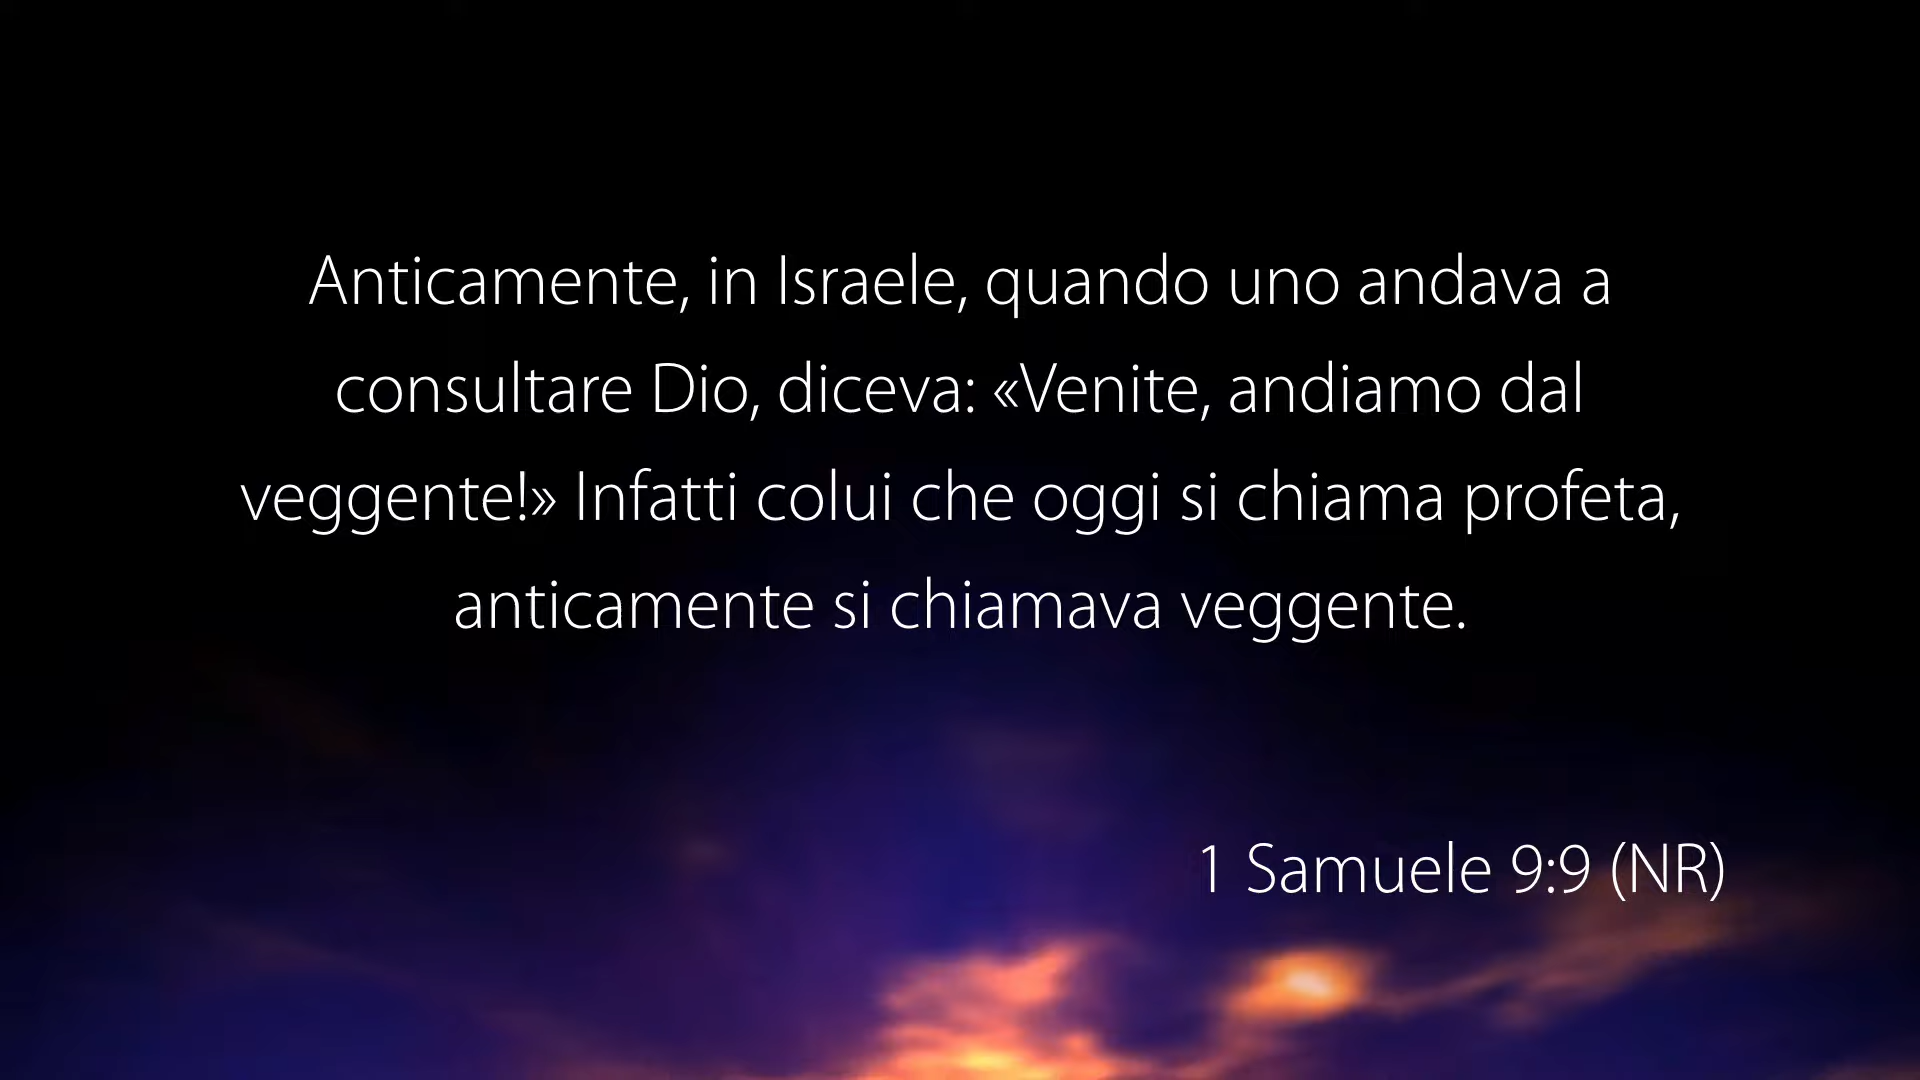 Anticamente, in Israele, quando uno andava a
consultare Dio, diceva: «Venite, andiamo dal
veggente!» Infatti colui che oggi si chiama profeta,
anticamente si chiamava veggente.
1 Samuele 9:9 (NR)